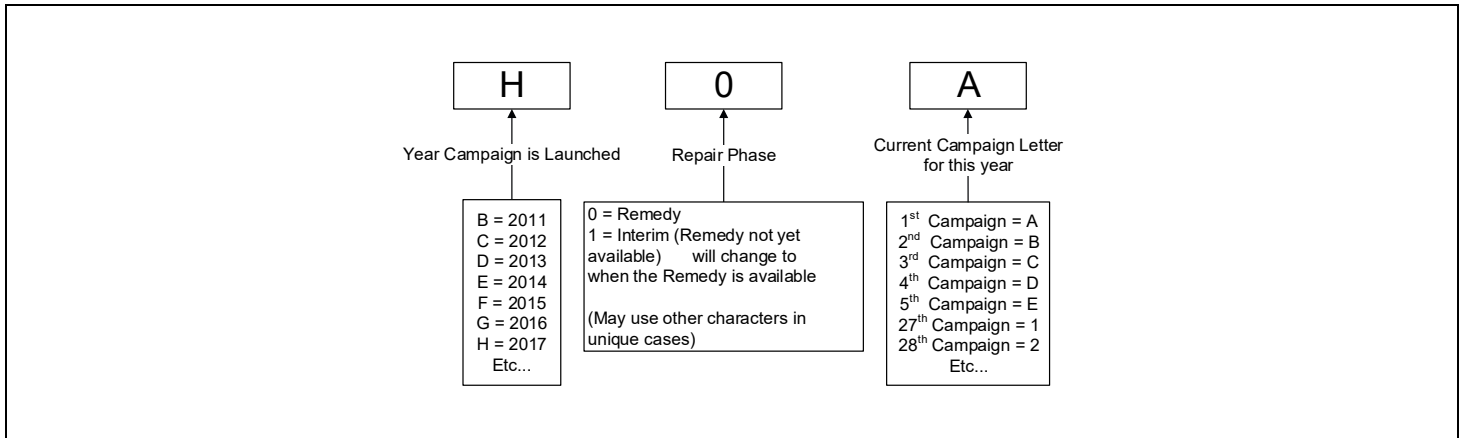 H
0
A
Year Campaign is Launched
Repair Phase
Current Campaign Letter
for this year
B = 2011
C = 2012
D = 2013
E = 2014
F = 2015
G = 2016
H = 2017
Etc...
0 = Remedy
1 = Interim (Remedy not yet
available) will change to
when the Remedy is available
(May use other characters in
unique cases)
1st Campaign = A
2nd Campaign = B
3rd Campaign = C
4th Campaign = D
5th Campaign = E
27th Campaign = 1
28th Campaign = 2
Etc...